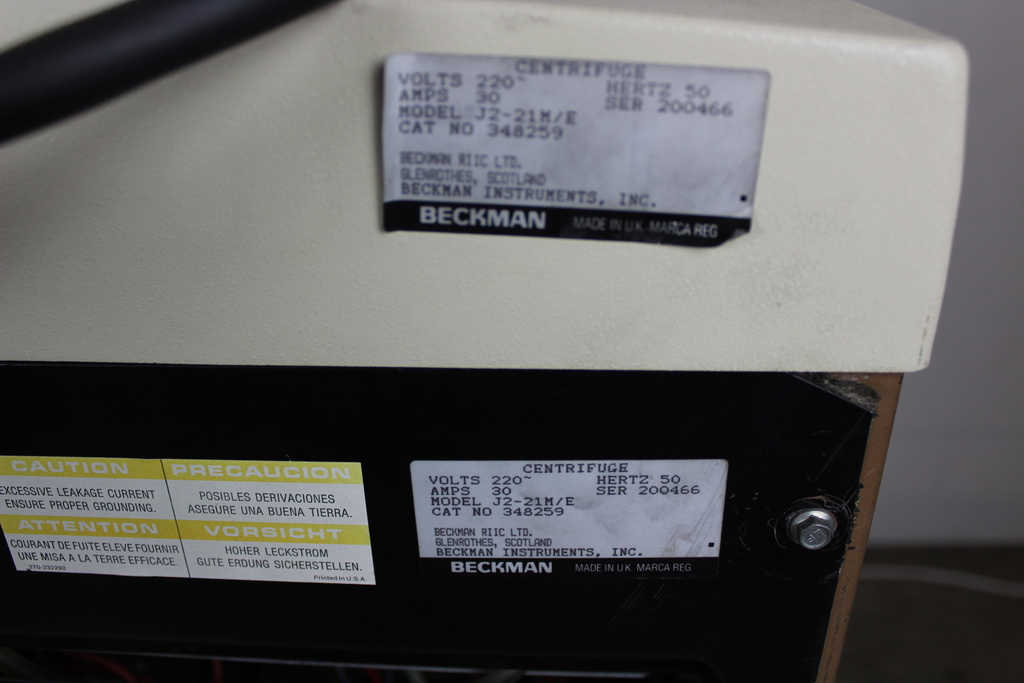 CENTRIFUGE
VOLTS 220~ HERTZ 50
AMPS 30 SER 200466
MODEL J2-21M/E
CAT NO 348259
BECKMAN RIIC LTD.
GLENROTHES, SCOTLAND
BECKMAN INSTRUMENTS, INC.
BECKMAN MADE IN U.K. MARCA REG
CAUTION
EXCESSIVE LEAKAGE CURRENT
ENSURE PROPER GROUNDING.
PRECAUCION
POSIBLES DERIVACIONES
ASEGÜRE UNA BUENA TIERRA.
ATTENTION
COURANT DE FUITE ELEVE FOURNIR
UNE MISA A LA TERRE EFFICACE.
370-232292
VORSICHT
HOHER LECKSTROM
GUTE ERDUNG SICHERSTELLEN.
Printed in U.S.A.
CENTRIFUGE
VOLTS 220~ HERTZ 50
AMPS 30 SER 200466
MODEL J2-21M/E
CAT NO 348259
BECKMAN RIIC LTD.
GLENROTHES, SCOTLAND
BECKMAN INSTRUMENTS, INC.
BECKMAN MADE IN U.K. MARCA REG